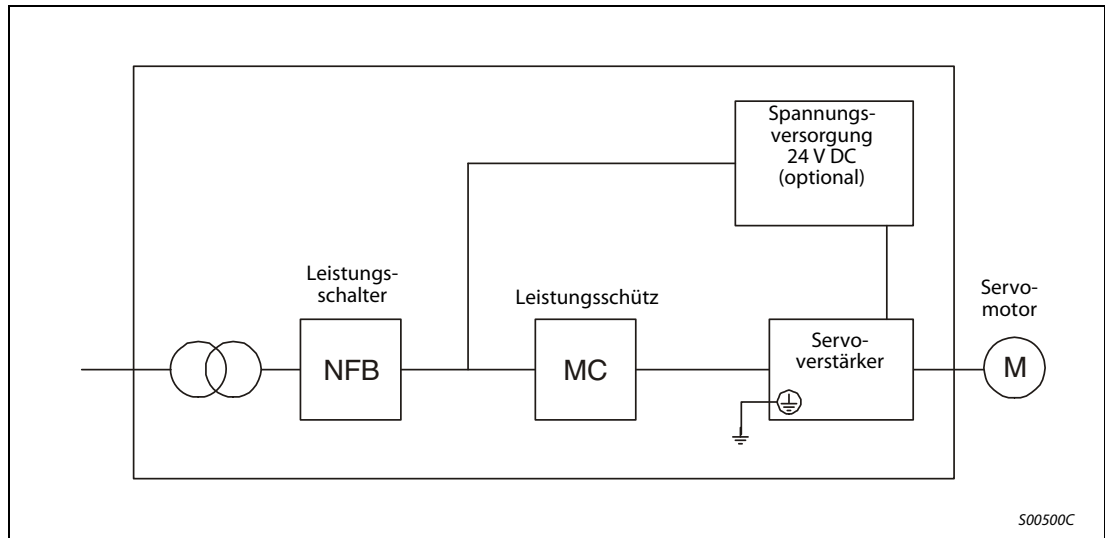 Spannungs-
versorgung
24 V DC
(optional)
Leistungs-
schalter
Leistungsschütz
Servo-
motor
NFB
MC
Servo-
verstärker
M
S00500C